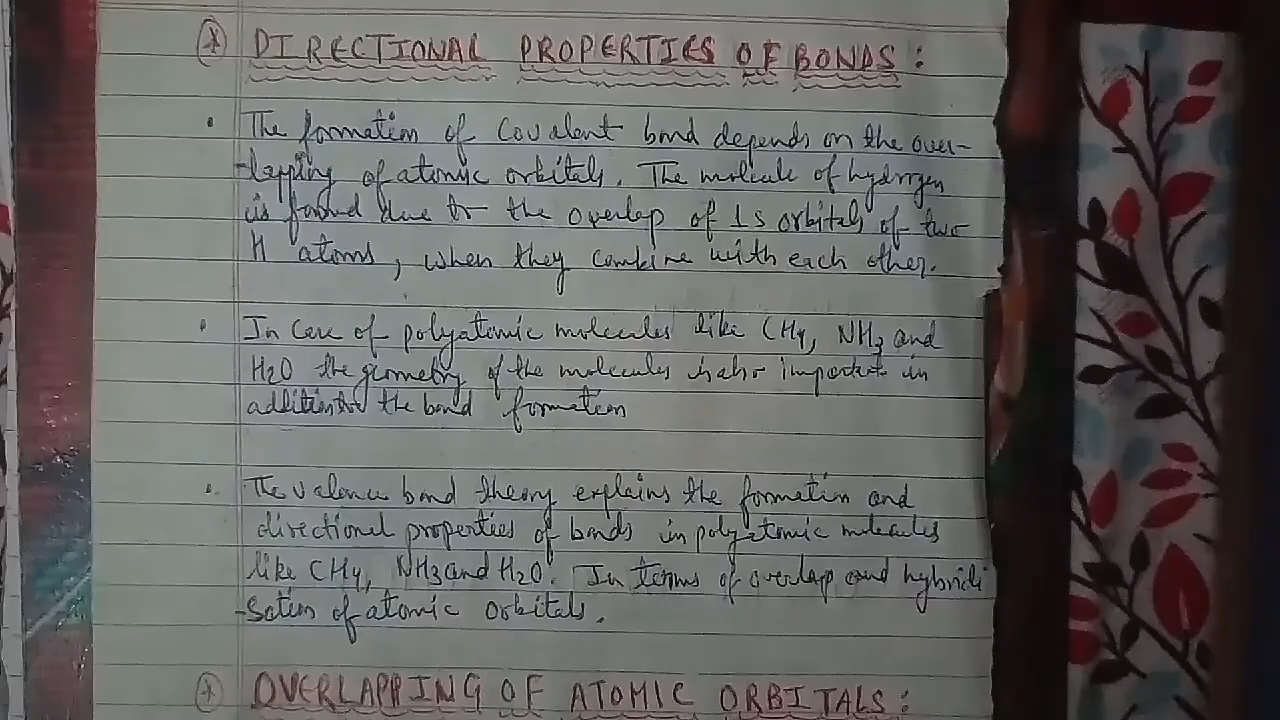 * DIRECTIONAL PROPERTIES OF BONDS :
• The formation of Covalent bond depends on the over-
-lapping of atomic orbitals. The molecule of hydrogen
is formed due to the overlap of 1s orbitals of two
H atoms, when they combine with each other.
• In Case of polyatomic molecules like CH4, NH3 and
H2O the geometry of the molecules is also important in
addition to the bond formation
• The valence bond theory explains the formation and
directional properties of bonds in polyatomic molecules
like CH4, NH3 and H2O. In terms of overlap and hybridi
-sation of atomic orbitals.
* OVERLAPPING OF ATOMIC ORBITALS :